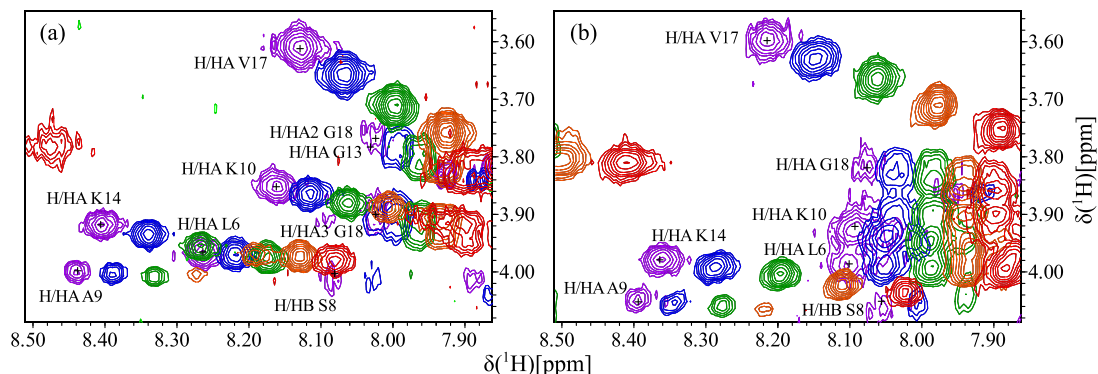 (a)
H/HA V17
H/HA2 G18
H/HA G13
H/HA K10
H/HA K14
H/HA L6
H/HA3 G18
H/HA A9
H/HB S8
8.50 8.40 8.30 8.20 8.10 8.00 7.90
(b)
H/HA V17
H/HA G18
H/HA K10
H/HA K14
H/HA L6
H/HA A9
H/HB S8
8.50 8.40 8.30 8.20 8.10 8.00 7.90
3.60
3.70
3.80
3.90
4.00
3.60
3.70
3.80
3.90
4.00
δ(¹H)[ppm]
δ(¹H)[ppm]